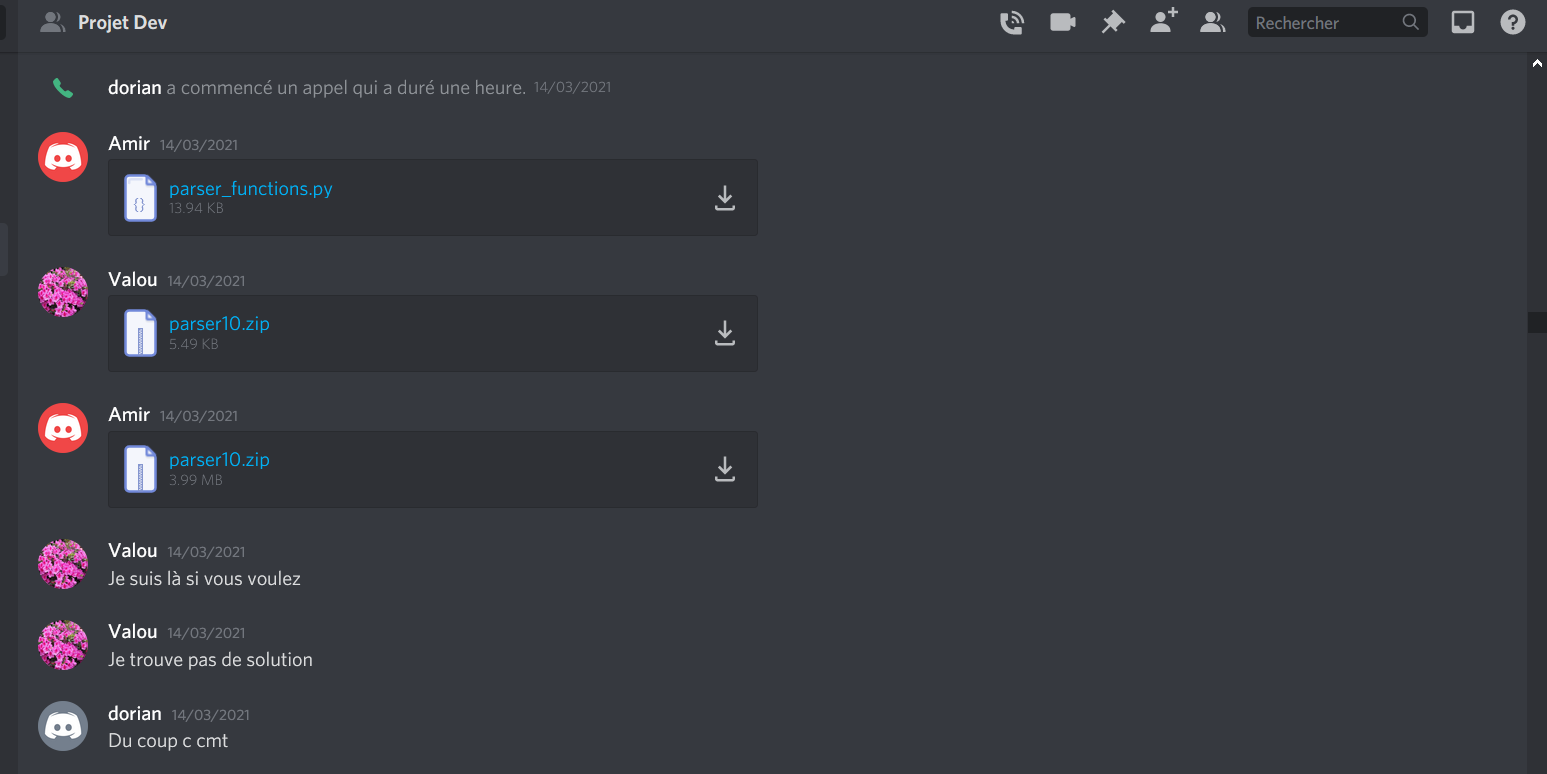 Projet Dev
Rechercher
dorian a commencé un appel qui a duré une heure. 14/03/2021
Amir 14/03/2021
{}
parser_functions.py
13.94 KB
Valou 14/03/2021
parser10.zip
5.49 KB
Amir 14/03/2021
parser10.zip
3.99 MB
Valou 14/03/2021
Je suis là si vous voulez
Valou 14/03/2021
Je trouve pas de solution
dorian 14/03/2021
Du coup c cmt